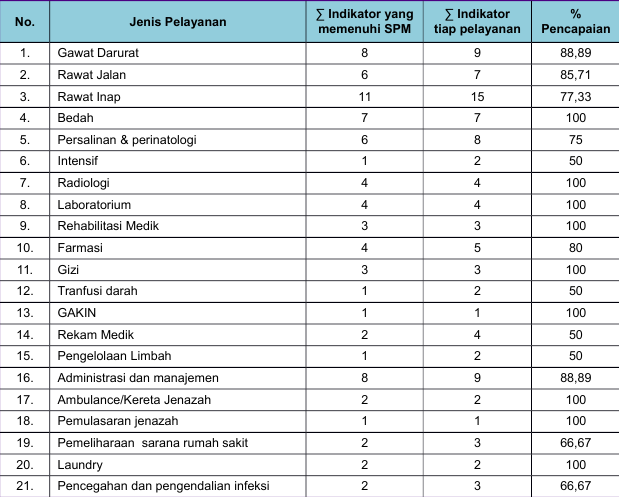 No. Jenis Pelayanan ∑ Indikator yang memenuhi SPM ∑ Indikator tiap pelayanan % Pencapaian
1. Gawat Darurat 8 9 88,89
2. Rawat Jalan 6 7 85,71
3. Rawat Inap 11 15 77,33
4. Bedah 7 7 100
5. Persalinan & perinatologi 6 8 75
6. Intensif 1 2 50
7. Radiologi 4 4 100
8. Laboratorium 4 4 100
9. Rehabilitasi Medik 3 3 100
10. Farmasi 4 5 80
11. Gizi 3 3 100
12. Tranfusi darah 1 2 50
13. GAKIN 1 1 100
14. Rekam Medik 2 4 50
15. Pengelolaan Limbah 1 2 50
16. Administrasi dan manajemen 8 9 88,89
17. Ambulance/Kereta Jenazah 2 2 100
18. Pemulasaran jenazah 1 1 100
19. Pemeliharaan sarana rumah sakit 2 3 66,67
20. Laundry 2 2 100
21. Pencegahan dan pengendalian infeksi 2 3 66,67